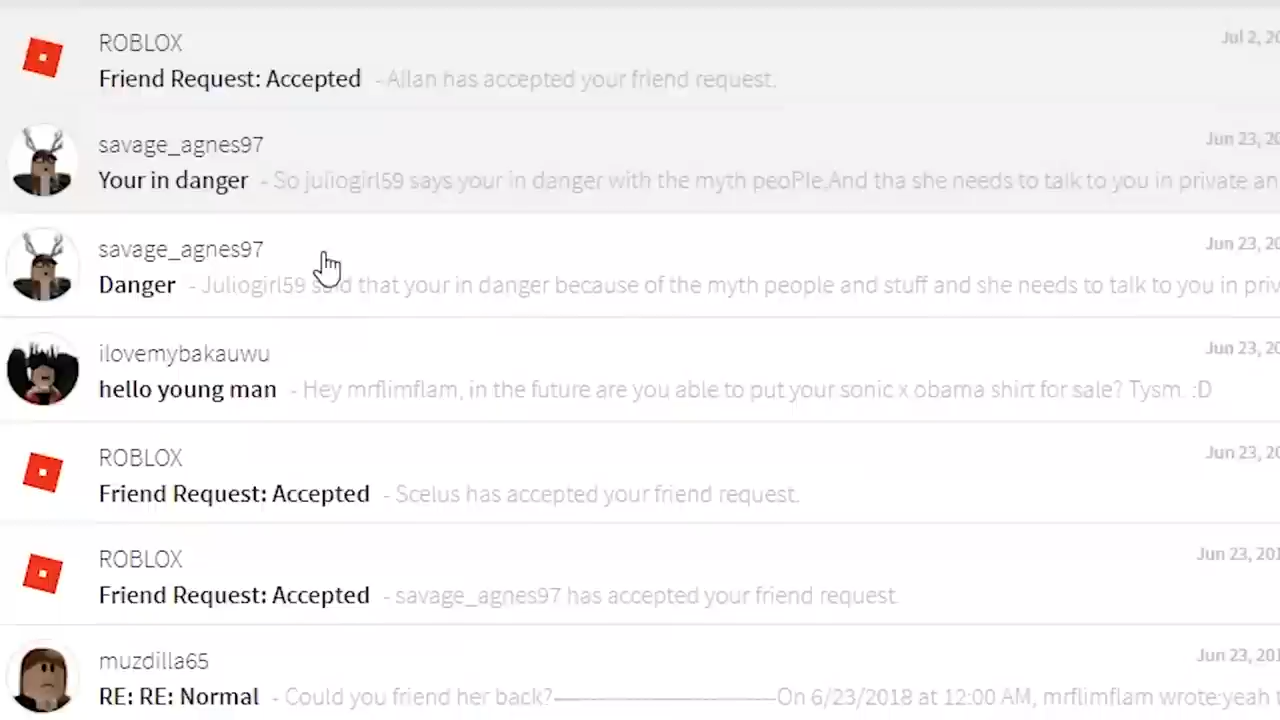 ROBLOX
Jul 2, 20
Friend Request: Accepted - Allan has accepted your friend request.
savage_agnes97
Jun 23, 20
Your in danger - So juliogirl59 says your in danger with the myth peoPle.And tha she needs to talk to you in private an
savage_agnes97
Jun 23, 20
Danger - Juliogirl59 said that your in danger because of the myth people and stuff and she needs to talk to you in priv
ilovemybakauwu
Jun 23, 20
hello young man - Hey mrflimflam, in the future are you able to put your sonic x obama shirt for sale? Tysm. :D
ROBLOX
Jun 23, 20
Friend Request: Accepted - Scelus has accepted your friend request.
ROBLOX
Jun 23, 201
Friend Request: Accepted - savage_agnes97 has accepted your friend request.
muzdilla65
Jun 23, 201
RE: RE: Normal - Could you friend her back?------------------------------On 6/23/2018 at 12:00 AM, mrflimflam wrote:yeah t